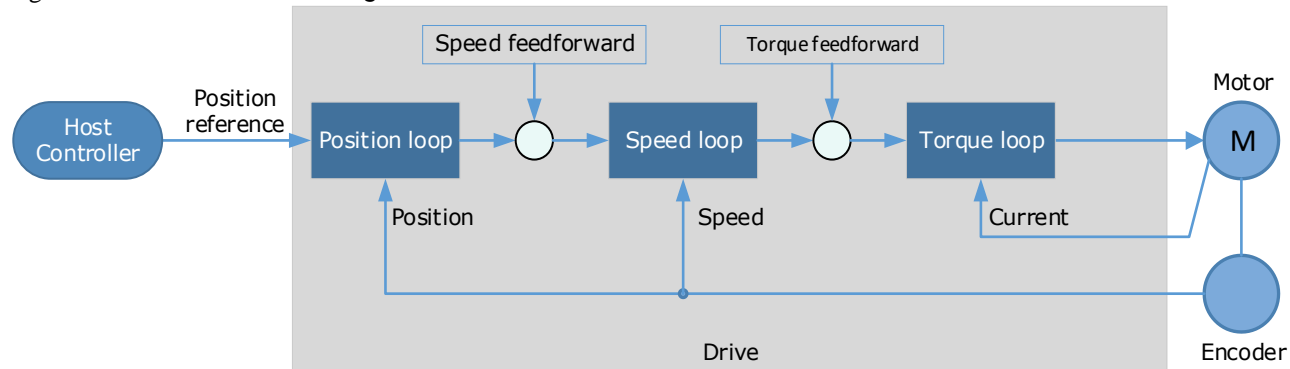 Speed feedforward
Torque feedforward
Motor
Position
reference
Host
Controller
Position loop
Speed loop
Torque loop
M
Position
Speed
Current
Drive
Encoder